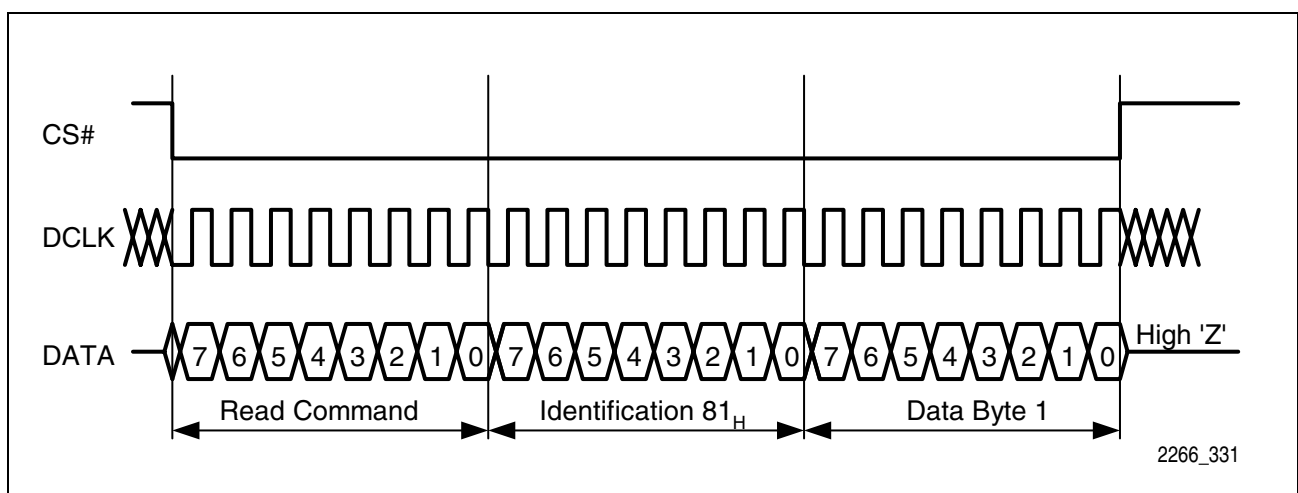 CS#
DCLK
DATA 7 6 5 4 3 2 1 0 7 6 5 4 3 2 1 0 7 6 5 4 3 2 1 0 High 'Z'
Read Command Identification 81H Data Byte 1
2266_331